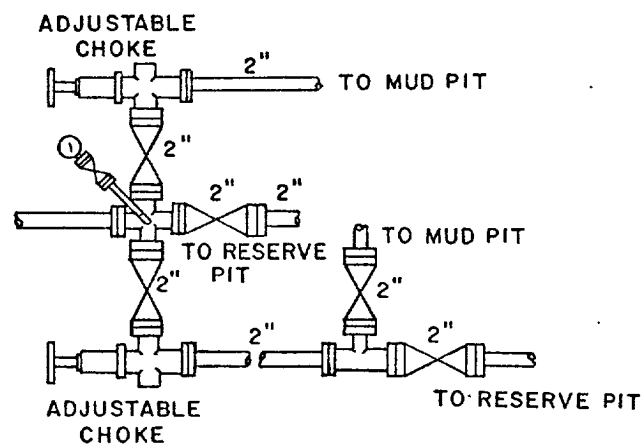 ADJUSTABLE
CHOKE
2"
TO MUD PIT
2"
1
2"
2"
TO RESERVE
PIT
TO MUD PIT
2"
2"
2"
2"
TO RESERVE PIT
ADJUSTABLE
CHOKE